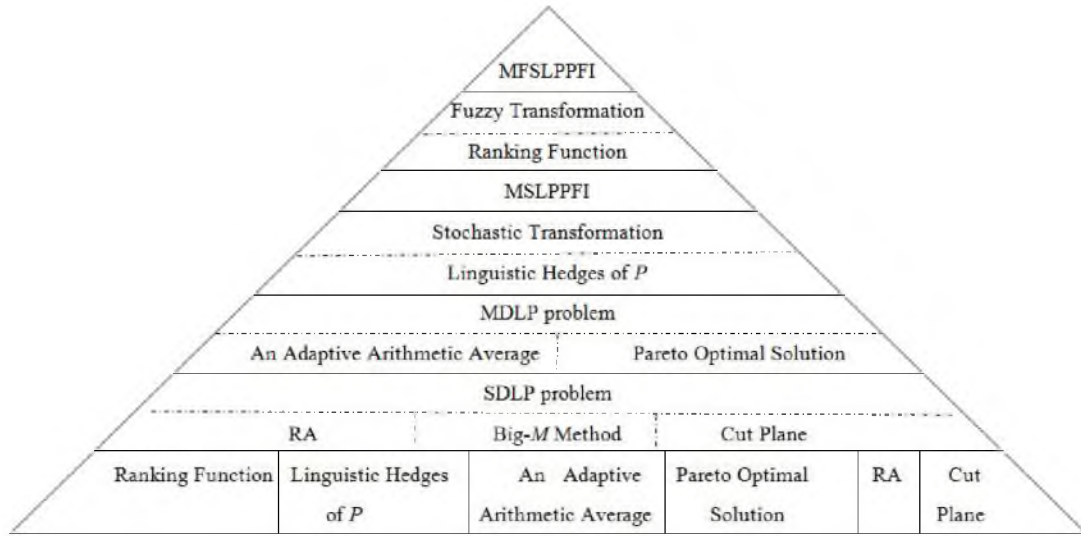 MFSLPPFI
Fuzzy Transformation
Ranking Function
MSLPPFI
Stochastic Transformation
Linguistic Hedges of P
MDLP problem
An Adaptive Arithmetic Average
Pareto Optimal Solution
SDLP problem
RA
Big-M Method
Cut Plane
Ranking Function
Linguistic Hedges
of P
An Adaptive
Arithmetic Average
Pareto Optimal
Solution
RA
Cut
Plane